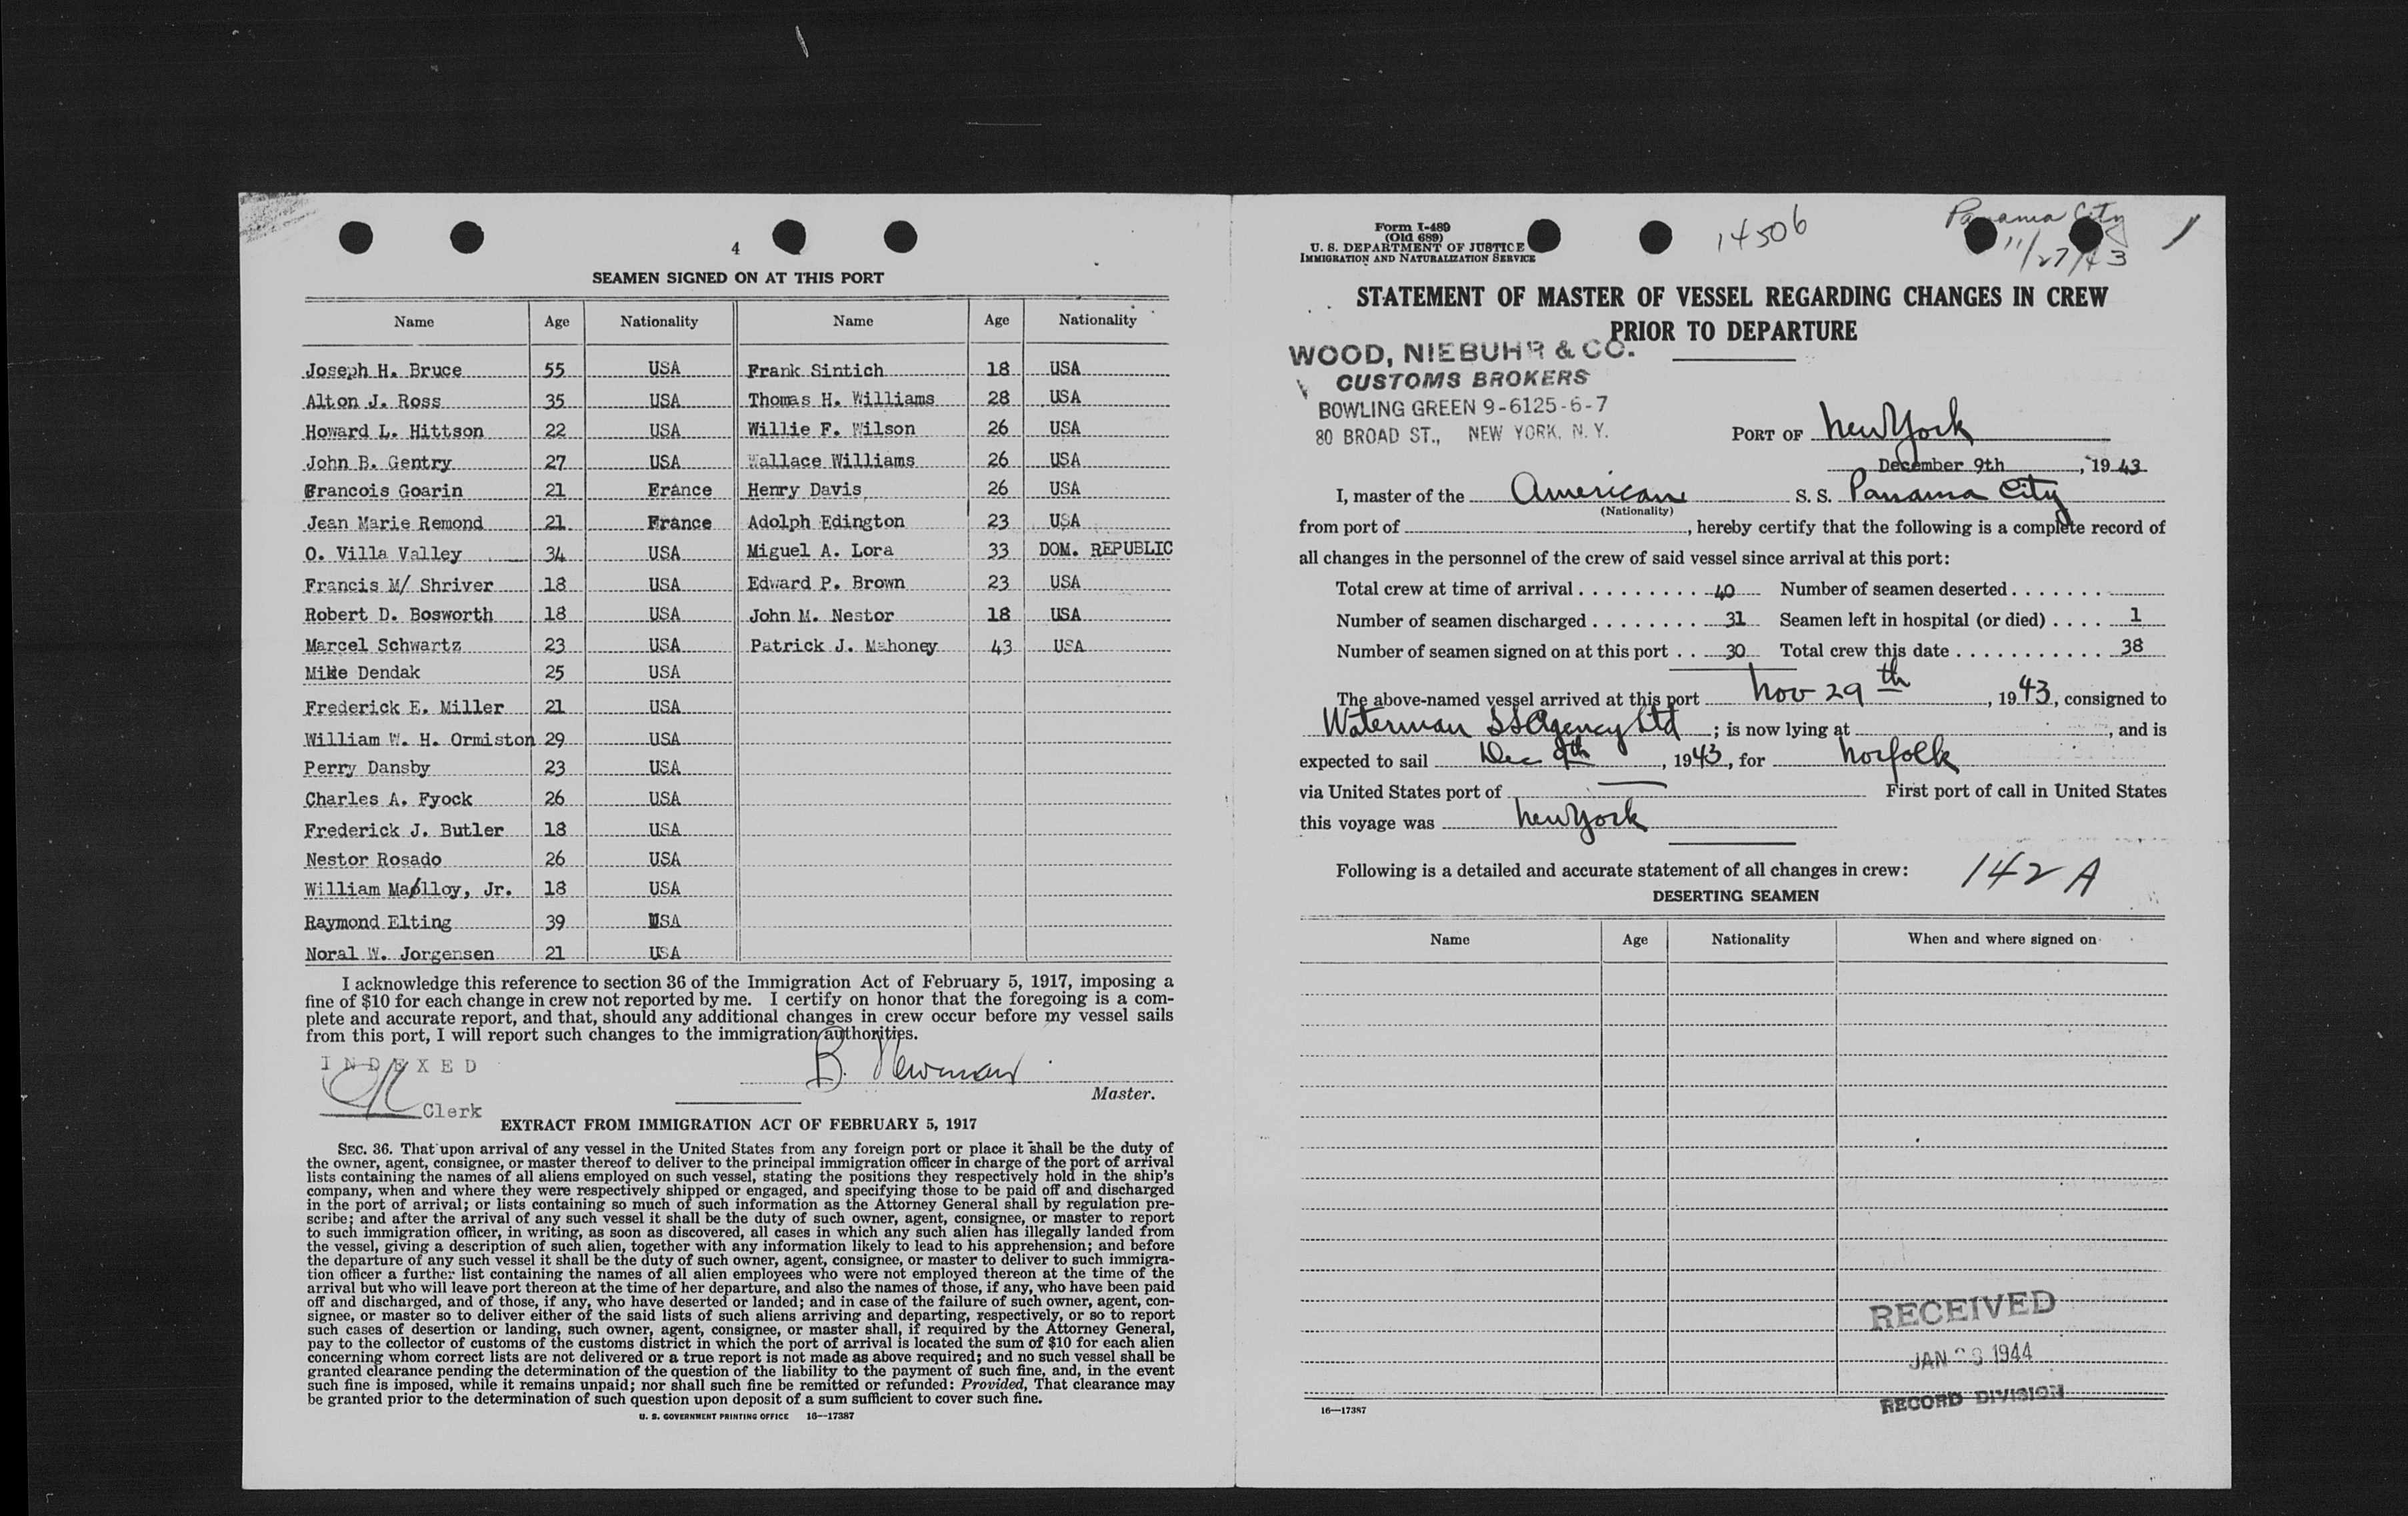 4
SEAMEN SIGNED ON AT THIS PORT
Name Age Nationality Name Age Nationality
Joseph H. Bruce 55 USA Frank Sintich 18 USA
Alton J. Ross 35 USA Thomas H. Williams 28 USA
Howard L. Hittson 22 USA Willie F. Wilson 26 USA
John B. Gentry 27 USA Wallace Williams 26 USA
Francois Goarin 21 France Henry Davis 26 USA
Jean Marie Remond 21 France Adolph Edington 23 USA
O. Villa Valley 34 USA Miguel A. Lora 33 DOM. REPUBLIC
Francis M/ Shriver 18 USA Edward P. Brown 23 USA
Robert D. Bosworth 18 USA John M. Nestor 18 USA
Marcel Schwartz 23 USA Patrick J. Mahoney 43 USA
Mike Dendak 25 USA
Frederick E. Miller 21 USA
William W. H. Ormiston 29 USA
Perry Dansby 23 USA
Charles A. Fyock 26 USA
Frederick J. Butler 18 USA
Nestor Rosado 26 USA
William Malloy, Jr. 18 USA
Raymond Elting 39 USA
Noral W. Jorgensen 21 USA
I acknowledge this reference to section 36 of the Immigration Act of February 5, 1917, imposing a
fine of $10 for each change in crew not reported by me. I certify on honor that the foregoing is a com-
plete and accurate report, and that, should any additional changes in crew occur before my vessel sails
from this port, I will report such changes to the immigration authorities.
INDEXED
B. Newman
Master.
Clerk
EXTRACT FROM IMMIGRATION ACT OF FEBRUARY 5, 1917
SEC. 36. That upon arrival of any vessel in the United States from any foreign port or place it shall be the duty of
the owner, agent, consignee, or master thereof to deliver to the principal immigration officer in charge of the port of arrival
lists containing the names of all aliens employed on such vessel, stating the positions they respectively hold in the ship's
company, when and where they were respectively shipped or engaged, and specifying those to be paid off and discharged
in the port of arrival; or lists containing so much of such information as the Attorney General shall by regulation pre-
scribe; and after the arrival of any such vessel it shall be the duty of such owner, agent, consignee, or master to report
to such immigration officer, in writing, as soon as discovered, all cases in which any such alien has illegally landed from
the vessel, giving a description of such alien, together with any information likely to lead to his apprehension; and before
the departure of any such vessel it shall be the duty of such owner, agent, consignee, or master to deliver to such immigra-
tion officer a further list containing the names of all alien employees who were not employed thereon at the time of the
arrival but who will leave port thereon at the time of her departure, and also the names of those, if any, who have been paid
off and discharged, and of those, if any, who have deserted or landed; and in case of the failure of such owner, agent, con-
signee, or master so to deliver either of the said lists of such aliens arriving and departing, respectively, or so to report
such cases of desertion or landing, such owner, agent, consignee, or master shall, if required by the Attorney General,
pay to the collector of customs of the customs district in which the port of arrival is located the sum of $10 for each alien
concerning whom correct lists are not delivered or a true report is not made as above required; and no such vessel shall be
granted clearance pending the determination of the question of the liability to the payment of such fine, and, in the event
such fine is imposed, while it remains unpaid; nor shall such fine be remitted or refunded: Provided, That clearance may
be granted prior to the determination of such question upon deposit of a sum sufficient to cover such fine.
U. S. GOVERNMENT PRINTING OFFICE 16—17387
Form I-489
(Old 689)
U. S. DEPARTMENT OF JUSTICE
IMMIGRATION AND NATURALIZATION SERVICE
14506
Panama City
11/27/43
STATEMENT OF MASTER OF VESSEL REGARDING CHANGES IN CREW
PRIOR TO DEPARTURE
WOOD, NIEBUHR & CO.
CUSTOMS BROKERS
BOWLING GREEN 9-6125-6-7
80 BROAD ST., NEW YORK, N. Y.
PORT OF New York
December 9th, 1943
I, master of the American S. S. Panama City
(Nationality)
from port of , hereby certify that the following is a complete record of
all changes in the personnel of the crew of said vessel since arrival at this port:
Total crew at time of arrival . . . . . . . . . . 40 Number of seamen deserted . . . . . . .
Number of seamen discharged . . . . . . . . 31 Seamen left in hospital (or died) . . . . 1
Number of seamen signed on at this port . . 30 Total crew this date . . . . . . . . . . . . 38
The above-named vessel arrived at this port Nov 29th, 1943, consigned to
Waterman SS Agency Ltd; is now lying at , and is
expected to sail Dec 9th, 1943, for Norfolk
via United States port of — First port of call in United States
this voyage was New York
Following is a detailed and accurate statement of all changes in crew: 142 A
DESERTING SEAMEN
Name Age Nationality When and where signed on
RECEIVED
JAN 1944
RECORD DIVISION
16—17387